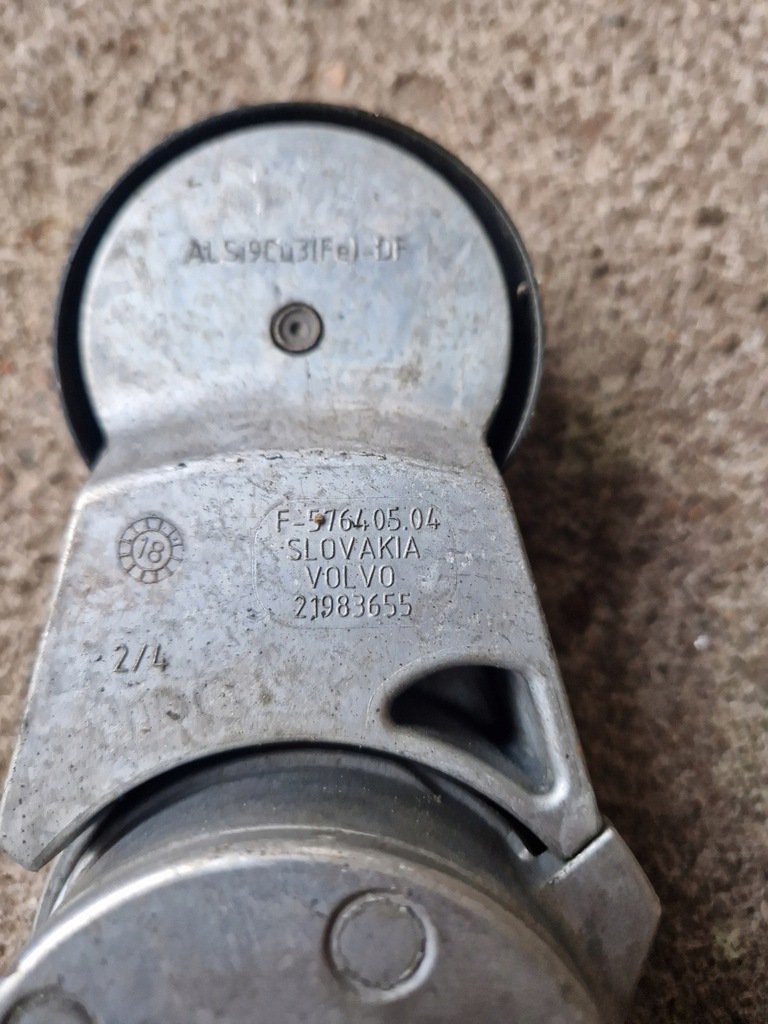 ALSi9Cu3(Fe)-DF
F-576405.04
SLOVAKIA
VOLVO
21983655
18
2/4